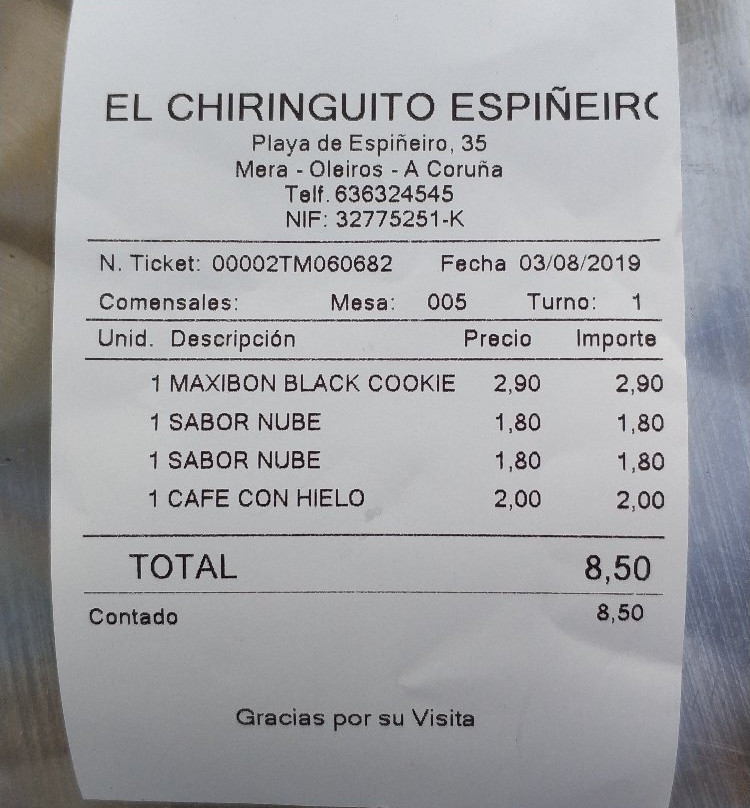 EL CHIRINGUITO ESPIÑEIRO
Playa de Espiñeiro, 35
Mera - Oleiros - A Coruña
Telf. 636324545
NIF: 32775251-K
N. Ticket: 00002TM060682 Fecha 03/08/2019
Comensales: Mesa: 005 Turno: 1
Unid. Descripción Precio Importe
1 MAXIBON BLACK COOKIE 2,90 2,90
1 SABOR NUBE 1,80 1,80
1 SABOR NUBE 1,80 1,80
1 CAFE CON HIELO 2,00 2,00
TOTAL 8,50
Contado 8,50
Gracias por su Visita